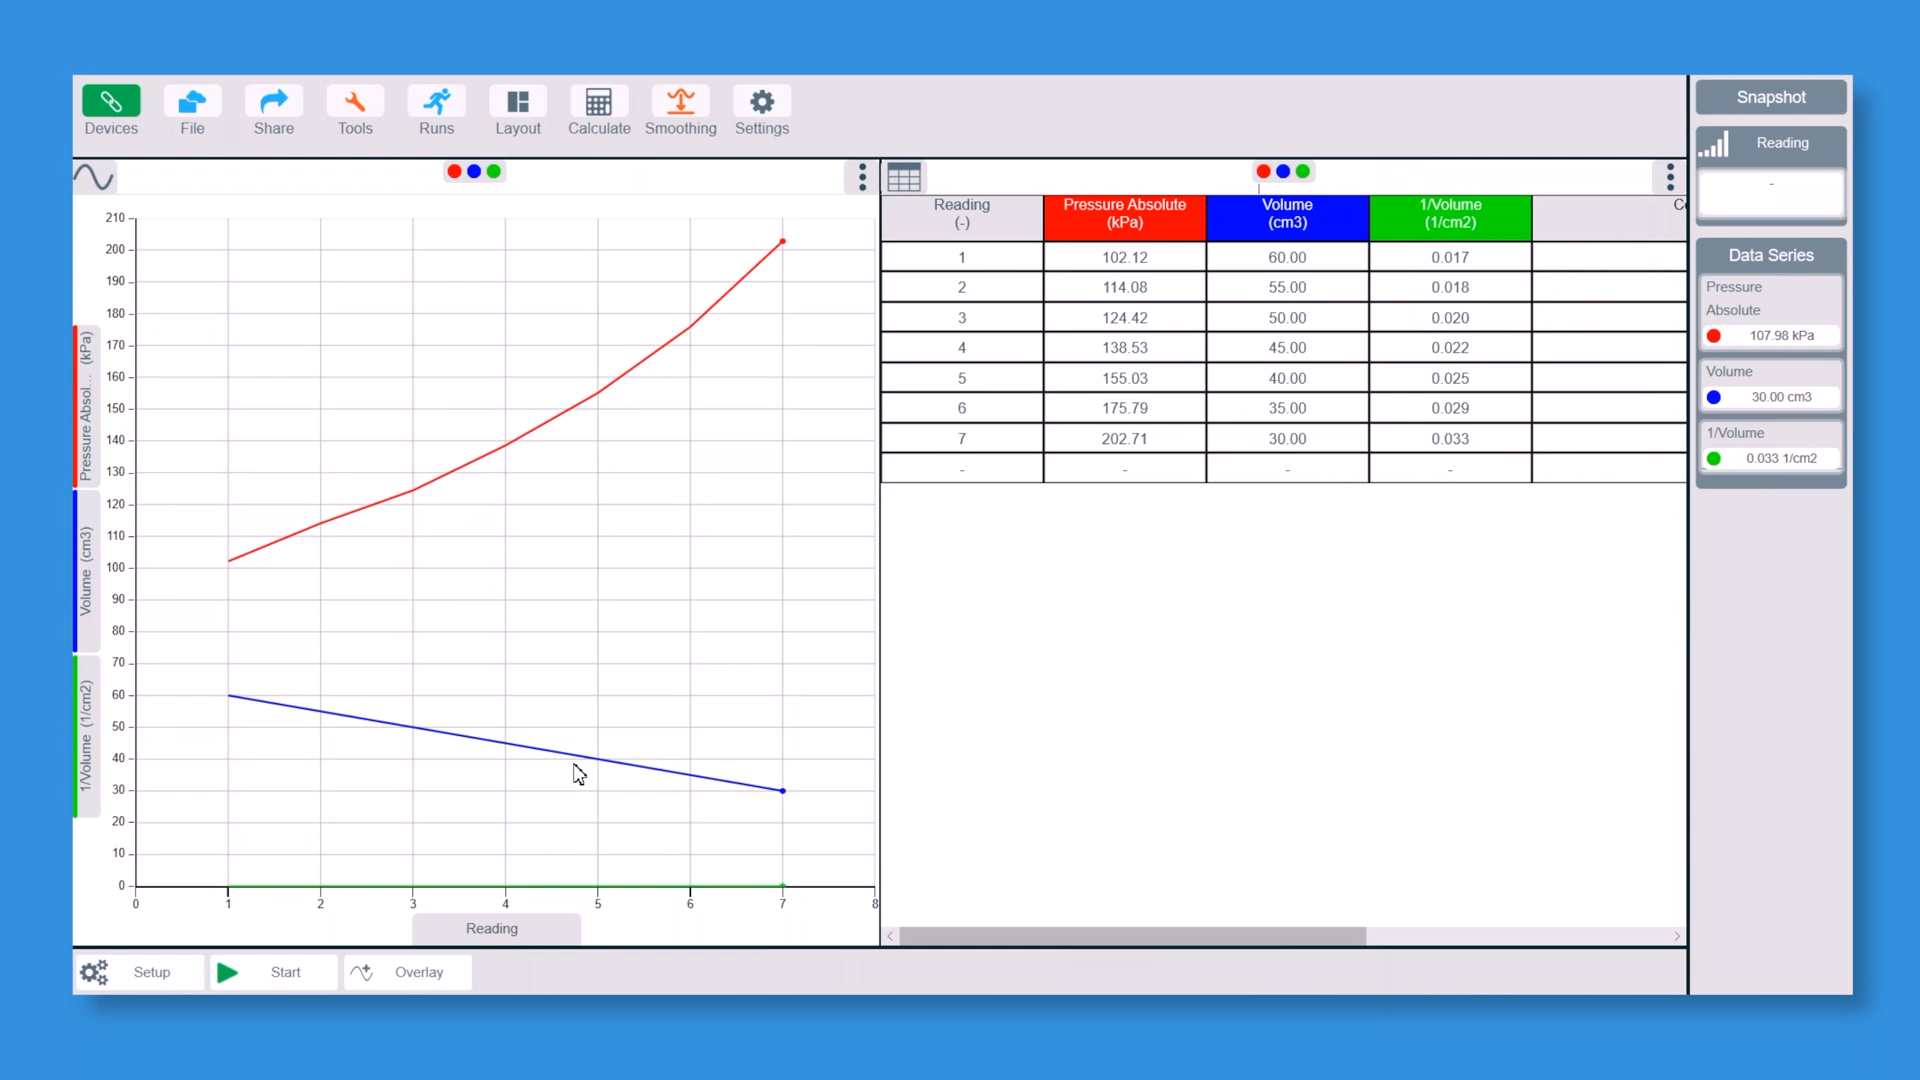 Devices File Share Tools Runs Layout Calculate Smoothing Settings
Snapshot
Reading
-
Data Series
Pressure
Absolute
107.98 kPa
Volume
30.00 cm3
1/Volume
0.033 1/cm2
Pressure Absol... (kPa)
Volume (cm3)
1/Volume (1/cm2)
210
200
190
180
170
160
150
140
130
120
110
100
90
80
70
60
50
40
30
20
10
0
0 1 2 3 4 5 6 7 8
Reading
Reading Pressure Absolute Volume 1/Volume
(-) (kPa) (cm3) (1/cm2)
1 102.12 60.00 0.017
2 114.08 55.00 0.018
3 124.42 50.00 0.020
4 138.53 45.00 0.022
5 155.03 40.00 0.025
6 175.79 35.00 0.029
7 202.71 30.00 0.033
- - - -
Setup Start Overlay